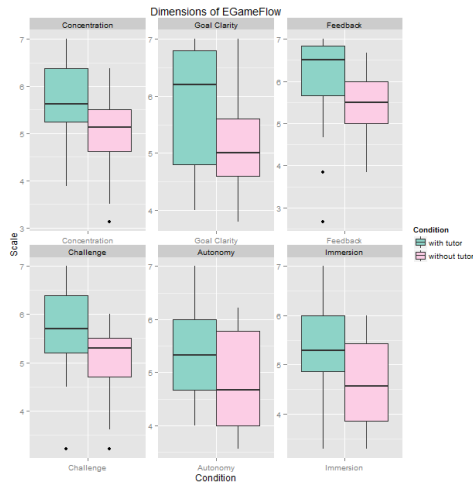 Dimensions of EGameFlow
Concentration Goal Clarity Feedback
7 7 7
6 6 6
5 5 5
4 4 4
3 3
Concentration Goal Clarity Feedback
Challenge Autonomy Immersion
7 7 7
6 6 6
5 5 5
4 4 4
Challenge Autonomy Immersion
Scale
Condition
Condition
with tutor
without tutor